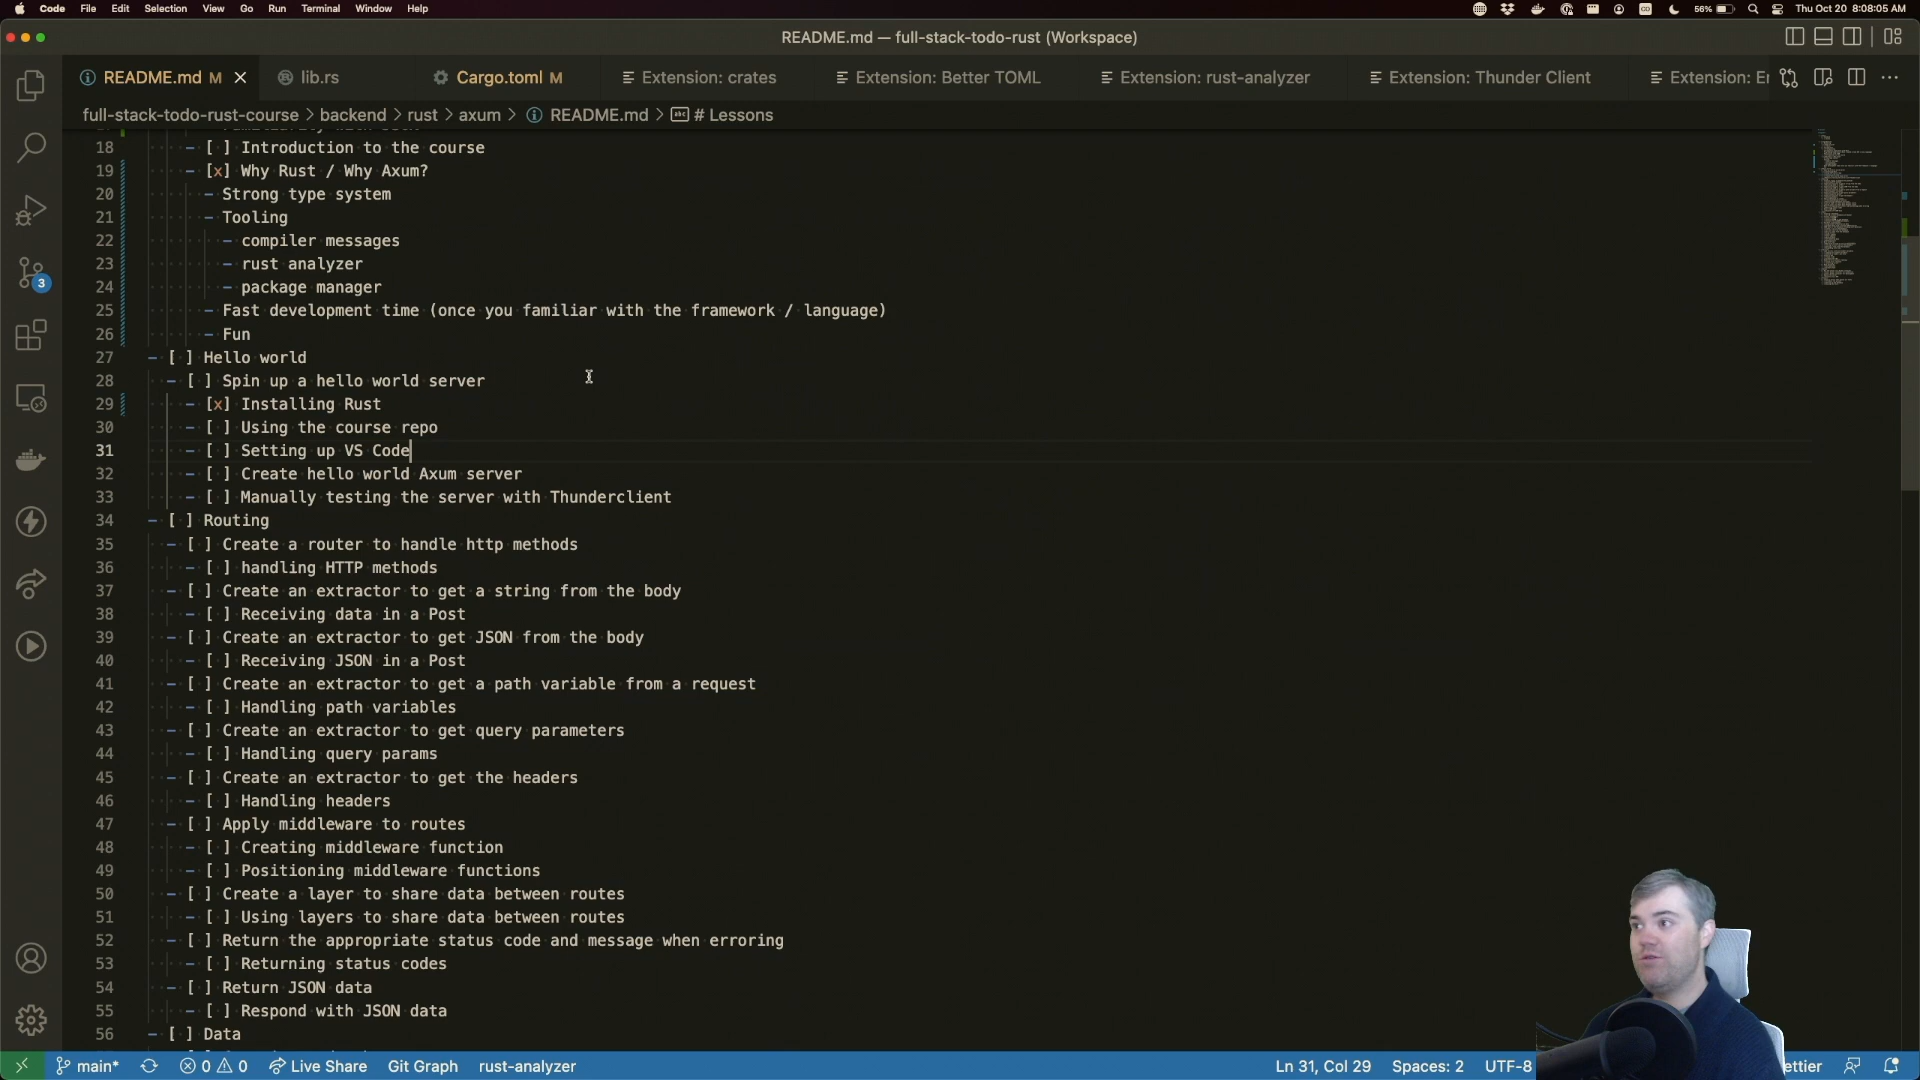 Code File Edit Selection View Go Run Terminal Window Help 56% Thu Oct 20 8:08:05 AM
README.md — full-stack-todo-rust (Workspace)
README.md M lib.rs Cargo.toml M Extension: crates Extension: Better TOML Extension: rust-analyzer Extension: Thunder Client Extension:
full-stack-todo-rust-course > backend > rust > axum > README.md > # Lessons
18 - [ ] Introduction to the course
19 - [x] Why Rust / Why Axum?
20 - Strong type system
21 - Tooling
22 - compiler messages
23 - rust analyzer
24 - package manager
25 - Fast development time (once you familiar with the framework / language)
26 - Fun
27 - [ ] Hello world
28 - [ ] Spin up a hello world server
29 - [x] Installing Rust
30 - [ ] Using the course repo
31 - [ ] Setting up VS Code
32 - [ ] Create hello world Axum server
33 - [ ] Manually testing the server with Thunderclient
34 - [ ] Routing
35 - [ ] Create a router to handle http methods
36 - [ ] handling HTTP methods
37 - [ ] Create an extractor to get a string from the body
38 - [ ] Receiving data in a Post
39 - [ ] Create an extractor to get JSON from the body
40 - [ ] Receiving JSON in a Post
41 - [ ] Create an extractor to get a path variable from a request
42 - [ ] Handling path variables
43 - [ ] Create an extractor to get query parameters
44 - [ ] Handling query params
45 - [ ] Create an extractor to get the headers
46 - [ ] Handling headers
47 - [ ] Apply middleware to routes
48 - [ ] Creating middleware function
49 - [ ] Positioning middleware functions
50 - [ ] Create a layer to share data between routes
51 - [ ] Using layers to share data between routes
52 - [ ] Return the appropriate status code and message when erroring
53 - [ ] Returning status codes
54 - [ ] Return JSON data
55 - [ ] Respond with JSON data
56 - [ ] Data
3
main* 0 0 Live Share Git Graph rust-analyzer Ln 31, Col 29 Spaces: 2 UTF-8 ettier